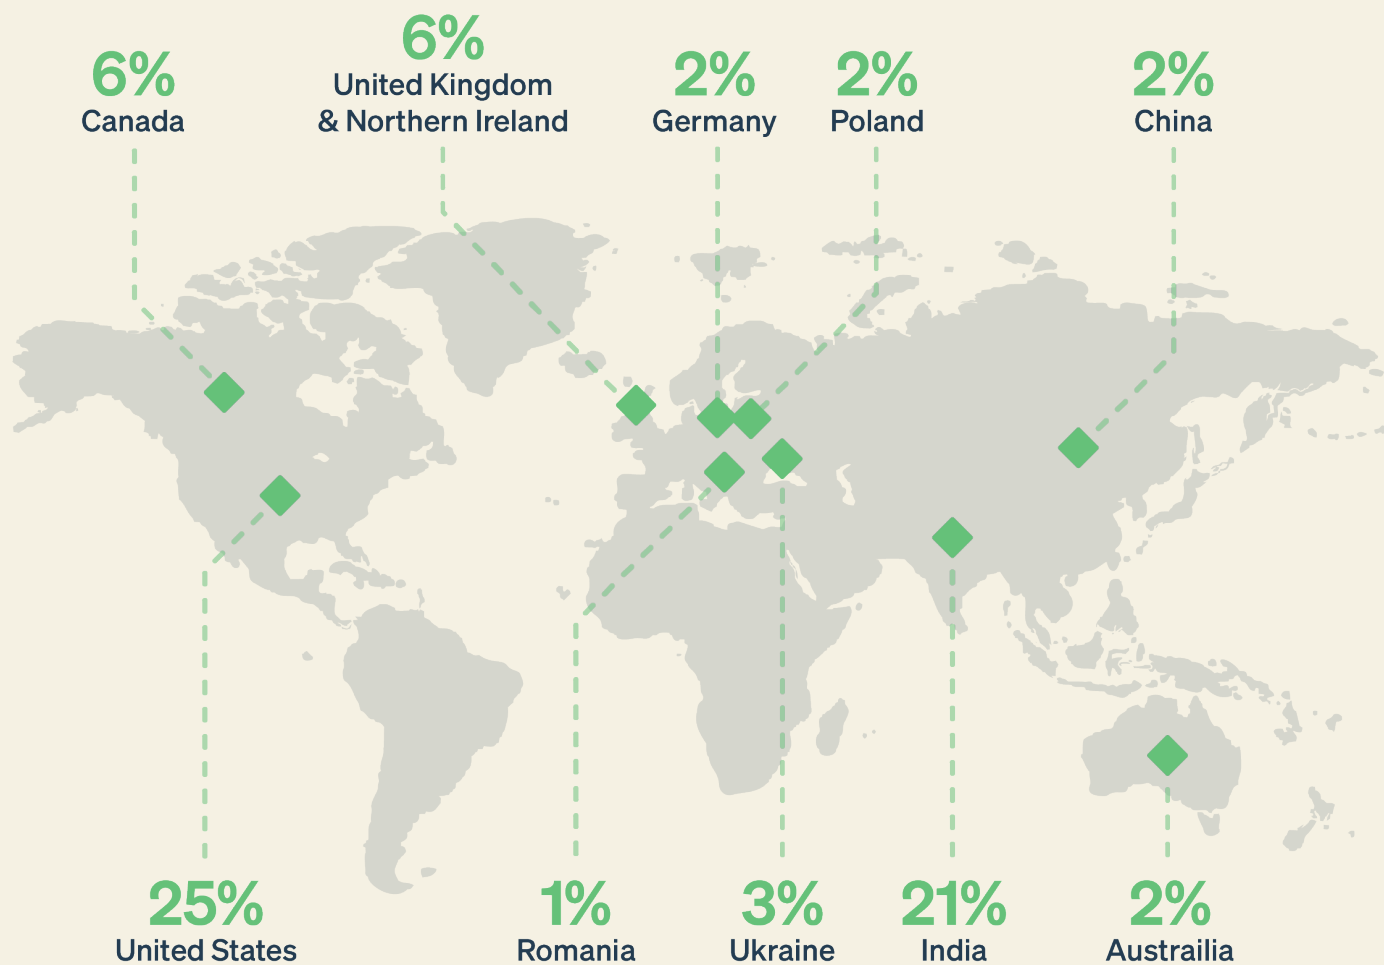 6%
Canada
6%
United Kingdom
& Northern Ireland
2%
Germany
2%
Poland
2%
China
25%
United States
1%
Romania
3%
Ukraine
21%
India
2%
Austrailia